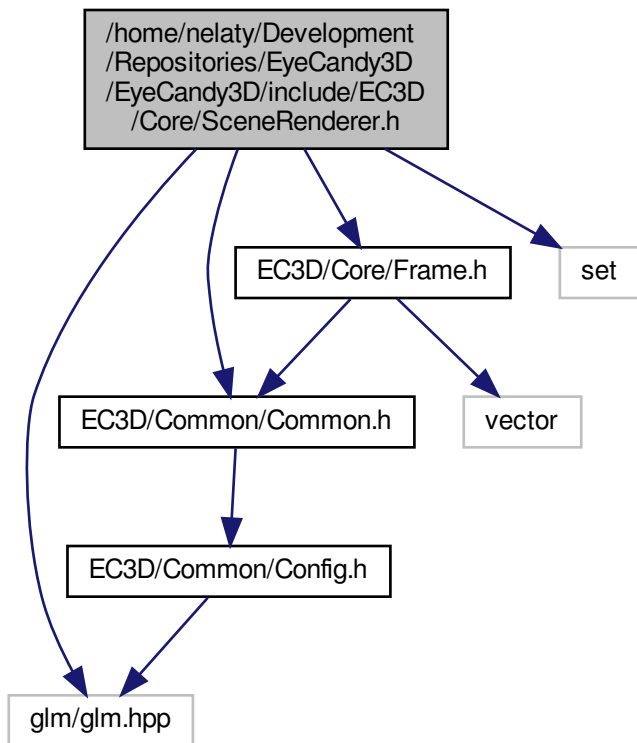 /home/nelaty/Development
/Repositories/EyeCandy3D
/EyeCandy3D/include/EC3D
/Core/SceneRenderer.h
EC3D/Core/Frame.h
set
EC3D/Common/Common.h
vector
EC3D/Common/Config.h
glm/glm.hpp